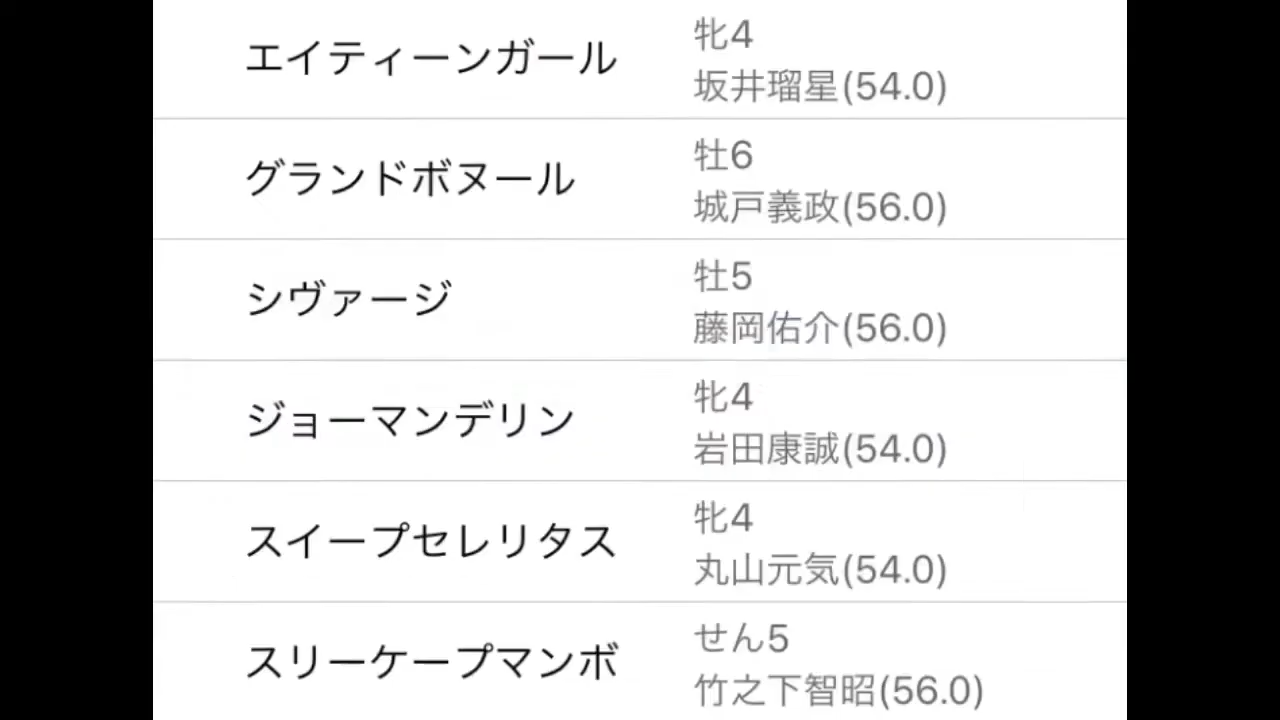 エイティーンガール
牝4
坂井瑠星(54.0)
グランドボヌール
牡6
城戸義政(56.0)
シヴァージ
牡5
藤岡佑介(56.0)
ジョーマンデリン
牝4
岩田康誠(54.0)
スイープセレリタス
牝4
丸山元気(54.0)
スリーケープマンボ
せん5
竹之下智昭(56.0)